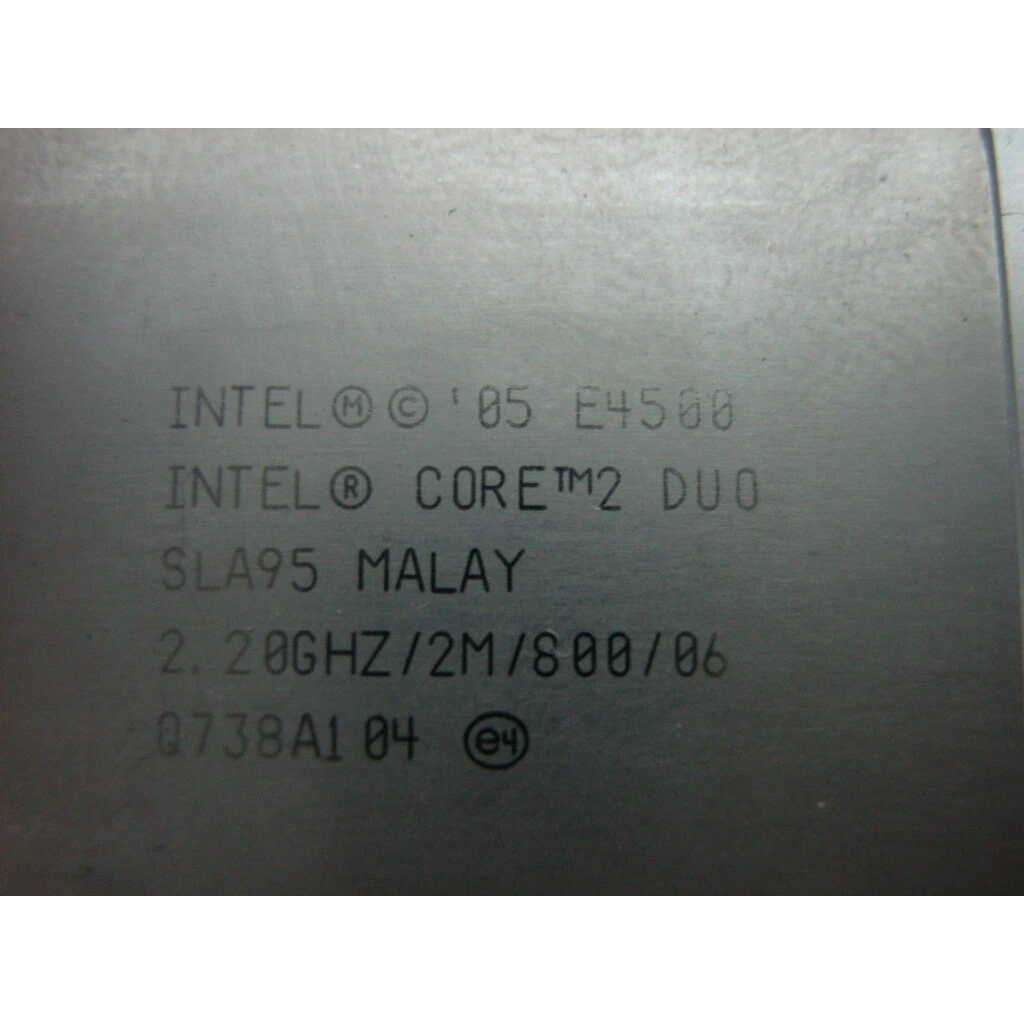 INTEL Ⓜ © '05 E4500
INTEL® CORE™2 DUO
SLA95 MALAY
2.20GHZ/2M/800/06
Q738A104 e4